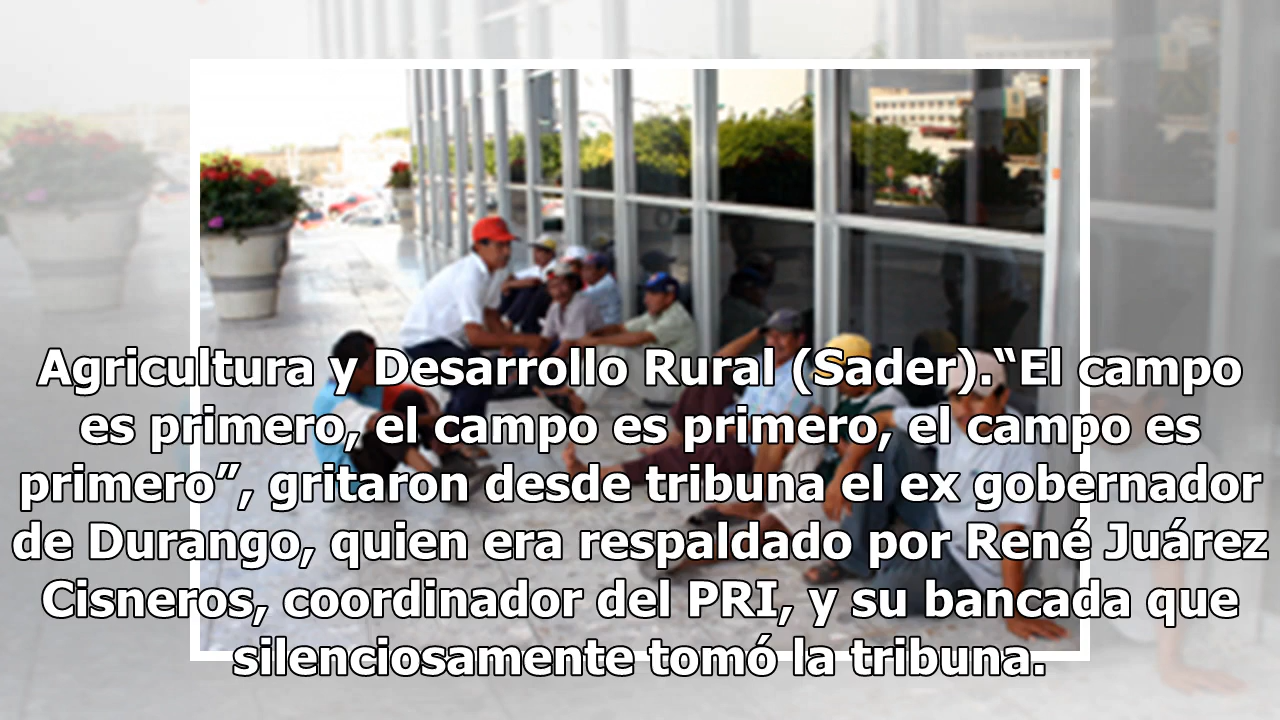 Agricultura y Desarrollo Rural (Sader).“El campo
es primero, el campo es primero, el campo es
primero”, gritaron desde tribuna el ex gobernador
de Durango, quien era respaldado por René Juárez
Cisneros, coordinador del PRI, y su bancada que
silenciosamente tomó la tribuna.